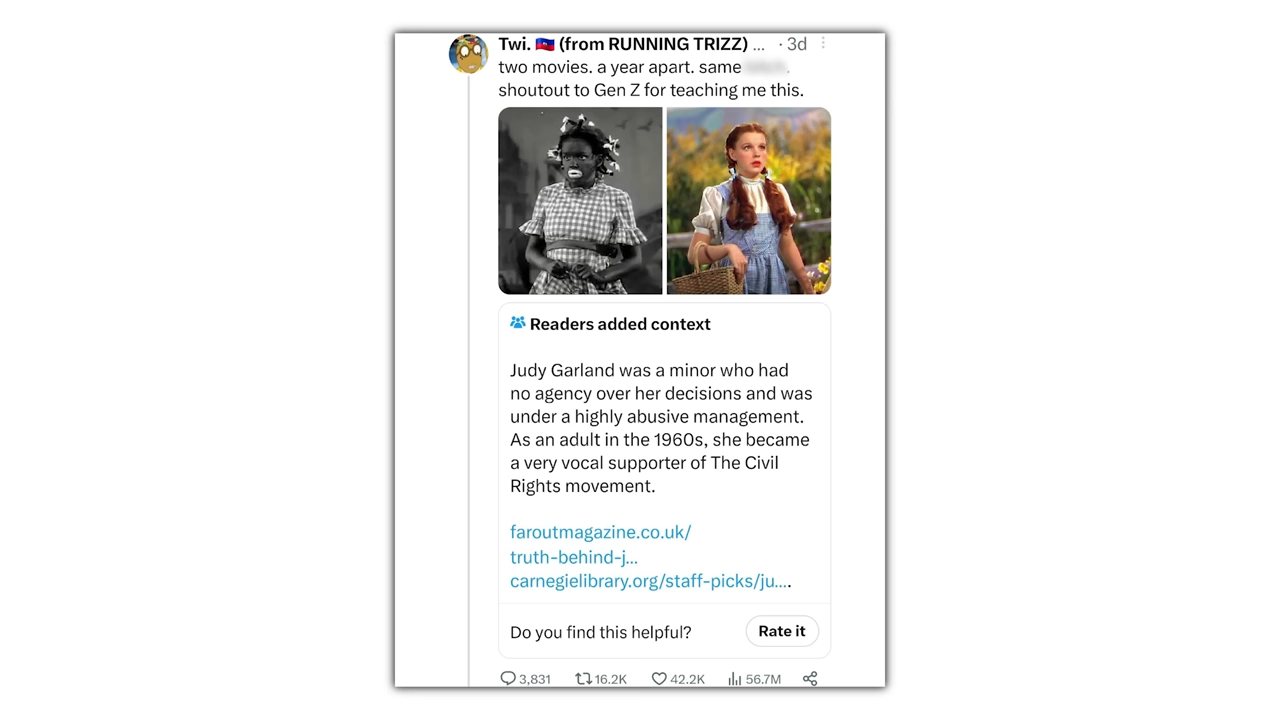 Twi. 🇭🇹 (from RUNNING TRIZZ) ... · 3d
two movies. a year apart. same
shoutout to Gen Z for teaching me this.
Readers added context
Judy Garland was a minor who had
no agency over her decisions and was
under a highly abusive management.
As an adult in the 1960s, she became
a very vocal supporter of The Civil
Rights movement.
faroutmagazine.co.uk/
truth-behind-j...
carnegielibrary.org/staff-picks/ju....
Do you find this helpful?
Rate it
3,831 16.2K 42.2K 56.7M